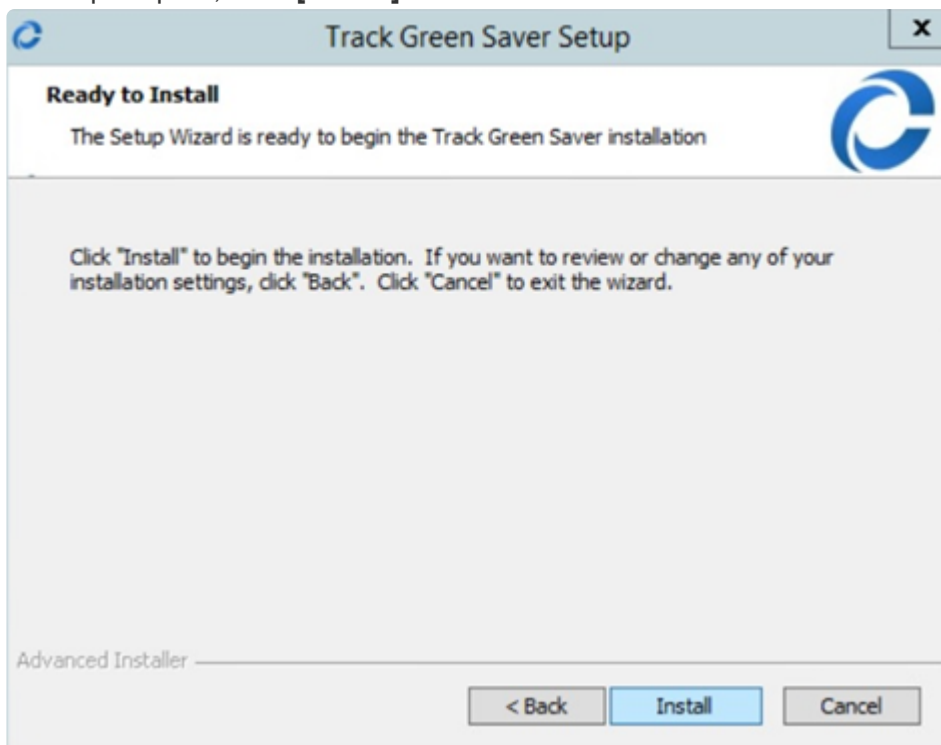 Track Green Saver Setup
x
Ready to Install
The Setup Wizard is ready to begin the Track Green Saver installation
Click "Install" to begin the installation. If you want to review or change any of your
installation settings, click "Back". Click "Cancel" to exit the wizard.
Advanced Installer
< Back Install Cancel